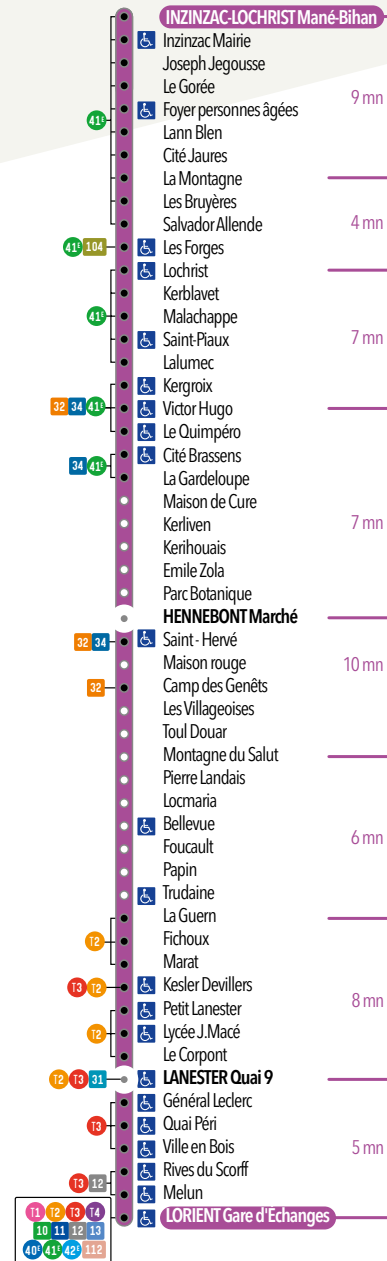 INZINZAC-LOCHRIST Mané-Bihan
Inzinzac Mairie
Joseph Jegousse
Le Gorée
9 mn
Foyer personnes âgées
41E
Lann Blen
Cité Jaures
La Montagne
Les Bruyères
4 mn
Salvador Allende
41E 104 Les Forges
Lochrist
Kerblavet
41E Malachappe
7 mn
Saint-Piaux
Lalumec
Kergroix
32 34 41E Victor Hugo
Le Quimpéro
34 41E Cité Brassens
La Gardeloupe
Maison de Cure
7 mn
Kerliven
Kerihouais
Emile Zola
Parc Botanique
HENNEBONT Marché
32 34 Saint - Hervé
Maison rouge
10 mn
32 Camp des Genêts
Les Villageoises
Toul Douar
Montagne du Salut
Pierre Landais
Locmaria
Bellevue
6 mn
Foucault
Papin
Trudaine
La Guern
T2 Fichoux
Marat
T3 T2 Kesler Devillers
8 mn
Petit Lanester
T2 Lycée J.Macé
Le Corpont
T2 T3 31 LANESTER Quai 9
Général Leclerc
T3 Quai Péri
Ville en Bois
5 mn
T3 12 Rives du Scorff
Melun
LORIENT Gare d'Échanges
T1 T2 T3 T4
10 11 12 13
40E 41E 42E 112